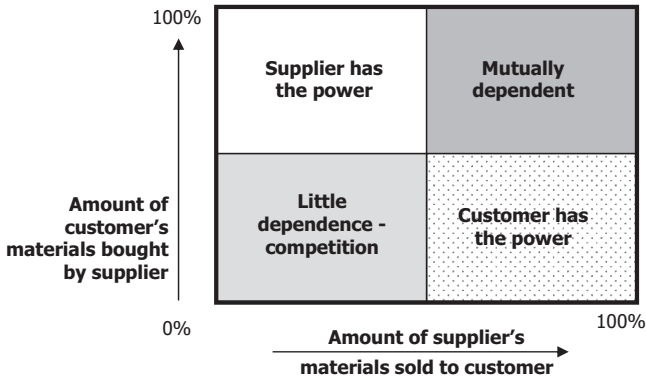 100%
Supplier has
the power
Mutually
dependent
Amount of
customer's
materials bought
by supplier
Little
dependence -
competition
Customer has
the power
0%
100%
Amount of supplier's
materials sold to customer